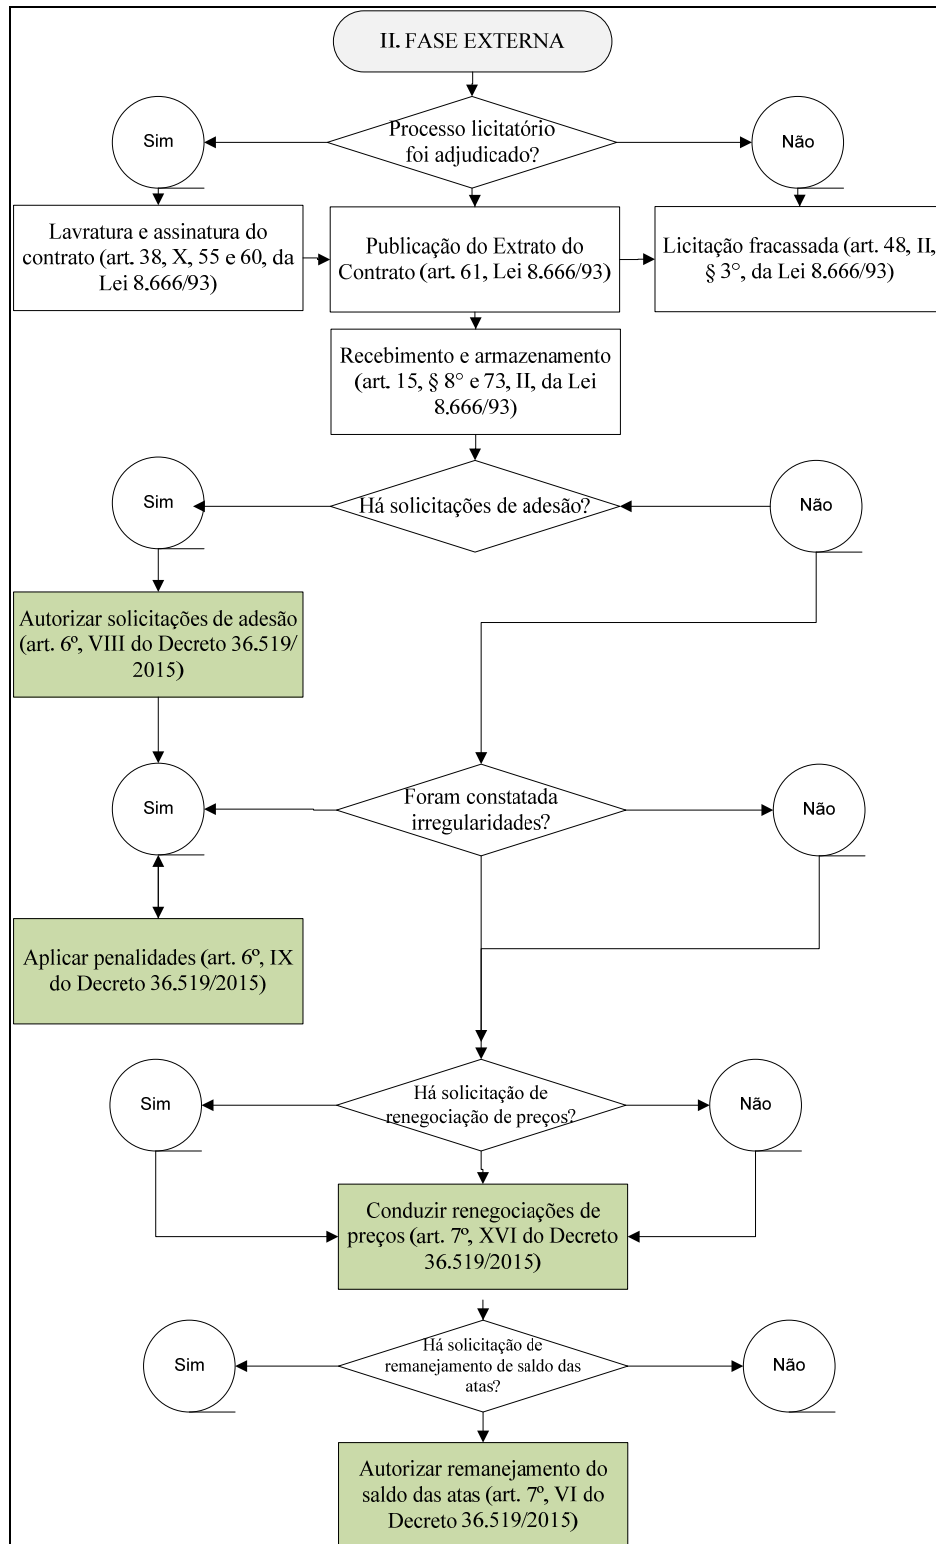 II. FASE EXTERNA
Sim
Processo licitatório
foi adjudicado?
Não
Lavratura e assinatura do
contrato (art. 38, X, 55 e 60, da
Lei 8.666/93)
Publicação do Extrato do
Contrato (art. 61, Lei 8.666/93)
Licitação fracassada (art. 48, II,
§ 3°, da Lei 8.666/93)
Recebimento e armazenamento
(art. 15, § 8° e 73, II, da Lei
8.666/93)
Sim
Há solicitações de adesão?
Não
Autorizar solicitações de adesão
(art. 6º, VIII do Decreto 36.519/
2015)
Sim
Foram constatada
irregularidades?
Não
Aplicar penalidades (art. 6º, IX
do Decreto 36.519/2015)
Sim
Há solicitação de
renegociação de preços?
Não
Conduzir renegociações de
preços (art. 7º, XVI do Decreto
36.519/2015)
Sim
Há solicitação de
remanejamento de saldo das
atas?
Não
Autorizar remanejamento do
saldo das atas (art. 7º, VI do
Decreto 36.519/2015)